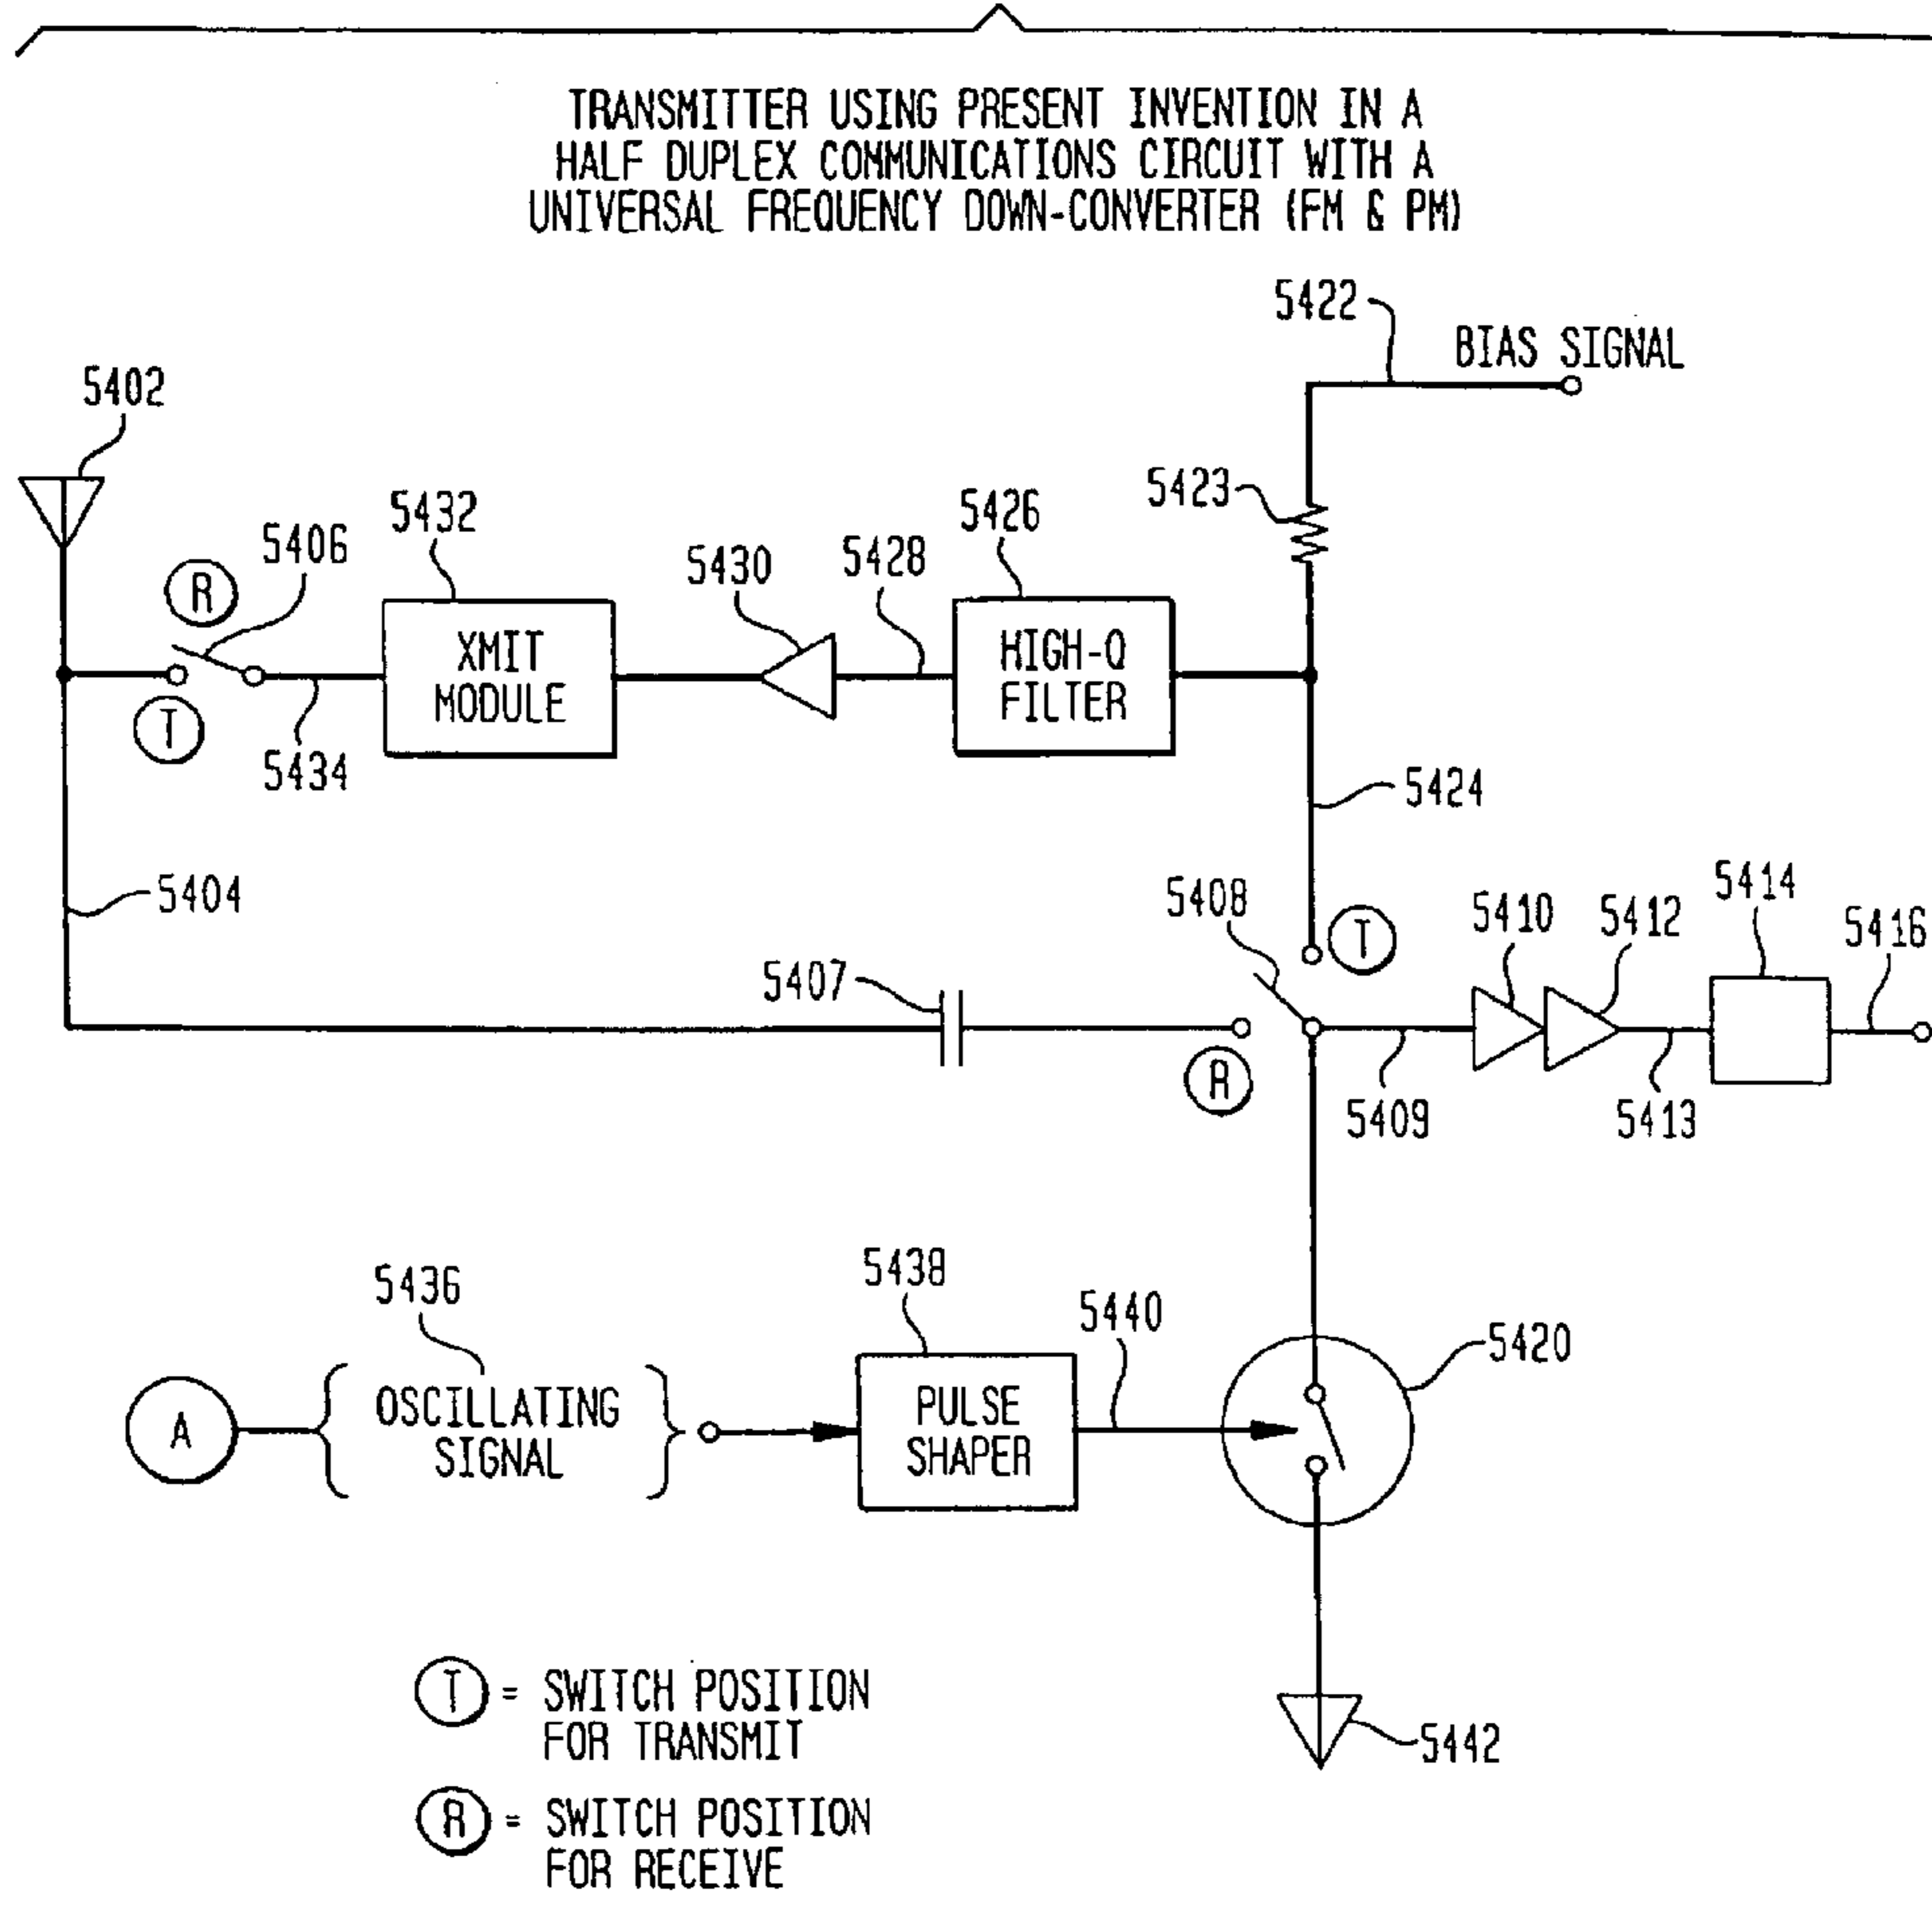 TRANSMITTER USING PRESENT INVENTION IN A
HALF DUPLEX COMMUNICATIONS CIRCUIT WITH A
UNIVERSAL FREQUENCY DOWN-CONVERTER (FM & PM)
5422
BIAS SIGNAL
5402
5423
5432
5426
5406
5430
5428
R
XMIT
MODULE
HIGH-Q
FILTER
T
5434
5424
5404
5408
T
5410
5412
5414
5416
5407
R
5409
5413
5436
5438
5440
5420
A
OSCILLATING
SIGNAL
PULSE
SHAPER
T = SWITCH POSITION
FOR TRANSMIT
5442
R = SWITCH POSITION
FOR RECEIVE